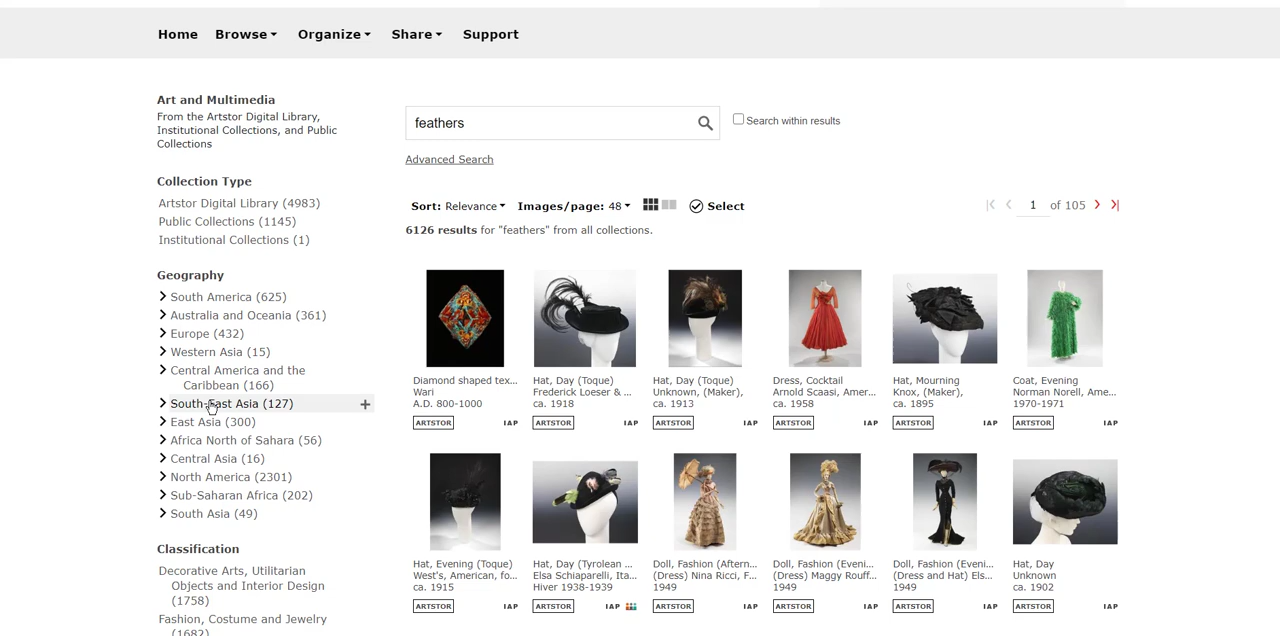 Home Browse Organize Share Support
Art and Multimedia
From the Artstor Digital Library,
Institutional Collections, and Public
Collections
feathers
Search within results
Advanced Search
Collection Type
Artstor Digital Library (4983)
Public Collections (1145)
Institutional Collections (1)
Sort: Relevance Images/page: 48 Select
1 of 105
6126 results for "feathers" from all collections.
Geography
South America (625)
Australia and Oceania (361)
Europe (432)
Western Asia (15)
Central America and the
Caribbean (166)
South-East Asia (127)
East Asia (300)
Africa North of Sahara (56)
Central Asia (16)
North America (2301)
Sub-Saharan Africa (202)
South Asia (49)
Classification
Decorative Arts, Utilitarian
Objects and Interior Design
(1758)
Fashion, Costume and Jewelry
(1682)
Diamond shaped tex...
Wari
A.D. 800-1000
ARTSTOR IAP
Hat, Day (Toque)
Frederick Loeser & ...
ca. 1918
ARTSTOR IAP
Hat, Day (Toque)
Unknown, (Maker),
ca. 1913
ARTSTOR IAP
Dress, Cocktail
Arnold Scaasi, Amer...
ca. 1958
ARTSTOR IAP
Hat, Mourning
Knox, (Maker),
ca. 1895
ARTSTOR IAP
Coat, Evening
Norman Norell, Ame...
1970-1971
ARTSTOR IAP
Hat, Evening (Toque)
West's, American, fo...
ca. 1915
ARTSTOR IAP
Hat, Day (Tyrolean ...
Elsa Schiaparelli, Ita...
Hiver 1938-1939
ARTSTOR IAP
Doll, Fashion (Aftern...
(Dress) Nina Ricci, F...
1949
ARTSTOR IAP
Doll, Fashion (Eveni...
(Dress) Maggy Rouff...
1949
ARTSTOR IAP
Doll, Fashion (Eveni...
(Dress and Hat) Els...
1949
ARTSTOR IAP
Hat, Day
Unknown
ca. 1902
ARTSTOR IAP